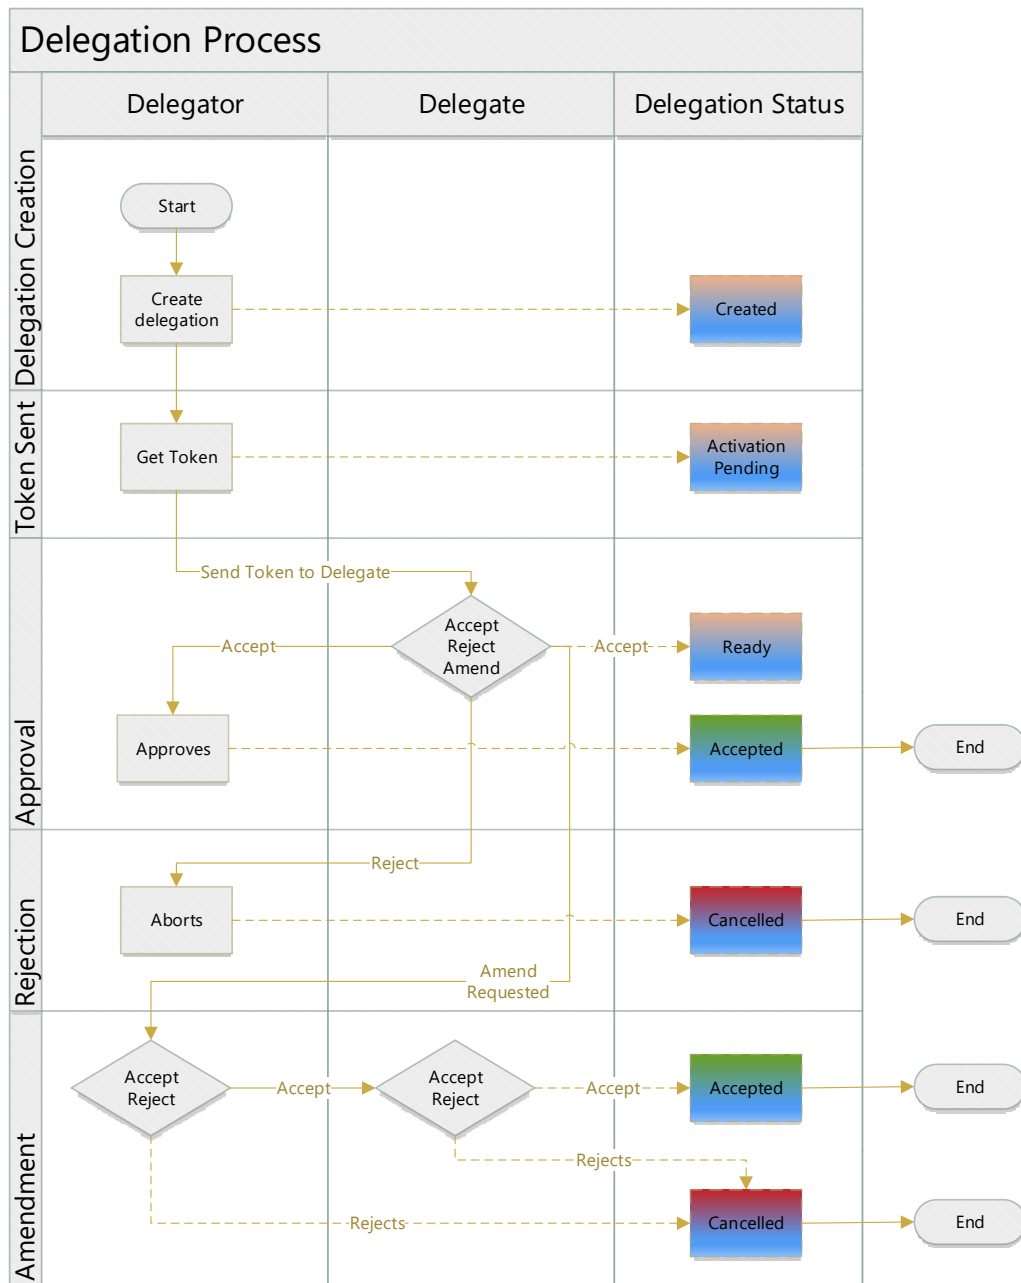 Delegation Process
Delegator
Delegate
Delegation Status
Delegation Creation
Start
Create
delegation
Created
Token Sent
Get Token
Activation
Pending
Approval
Send Token to Delegate
Accept
Reject
Amend
Accept
Accept
Ready
Approves
Accepted
End
Rejection
Reject
Aborts
Cancelled
End
Amend
Requested
Amendment
Accept
Reject
Accept
Accept
Reject
Accept
Accepted
End
Rejects
Rejects
Cancelled
End